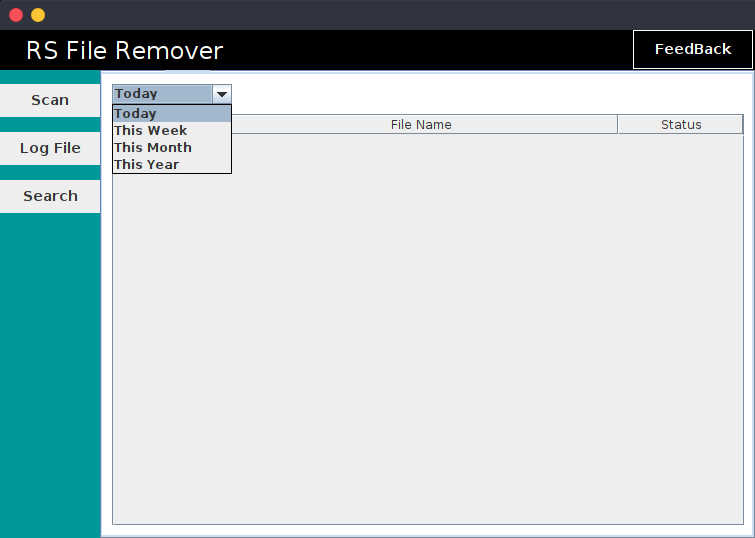 RS File Remover
FeedBack
Scan
Log File
Search
Today
Today
This Week
This Month
This Year
File Name
Status